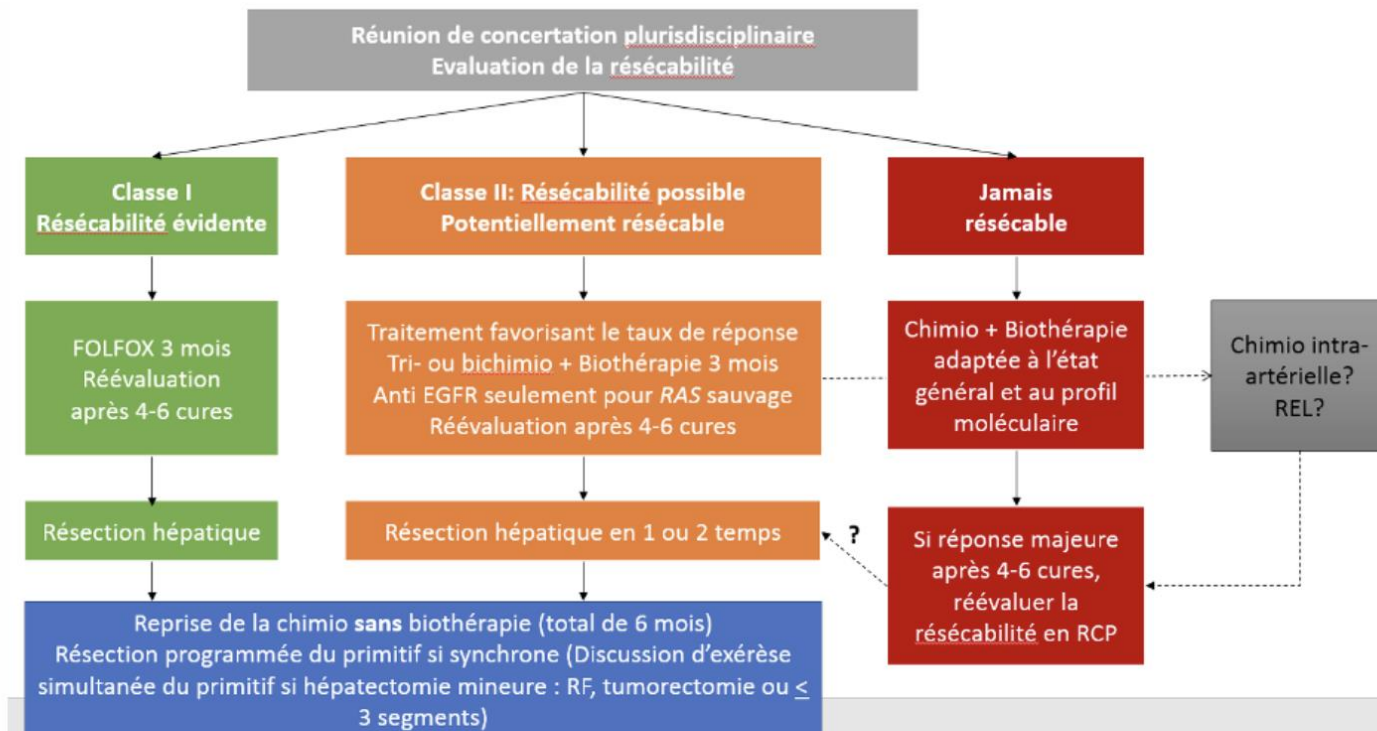 Réunion de concertation plurisdisciplinaire
Evaluation de la résécabilité
Classe I
Résécabilité évidente
Classe II: Résécabilité possible
Potentiellement résécable
Jamais
résécable
FOLFOX 3 mois
Réévaluation
après 4-6 cures
Traitement favorisant le taux de réponse
Tri- ou bichimio + Biothérapie 3 mois
Anti EGFR seulement pour RAS sauvage
Réévaluation après 4-6 cures
Chimio + Biothérapie
adaptée à l'état
général et au profil
moléculaire
Chimio intra-
artérielle?
REL?
Résection hépatique
Résection hépatique en 1 ou 2 temps
?
Si réponse majeure
après 4-6 cures,
réévaluer la
résécabilité en RCP
Reprise de la chimio sans biothérapie (total de 6 mois)
Résection programmée du primitif si synchrone (Discussion d'exérèse
simultanée du primitif si hépatectomie mineure : RF, tumorectomie ou <
3 segments)